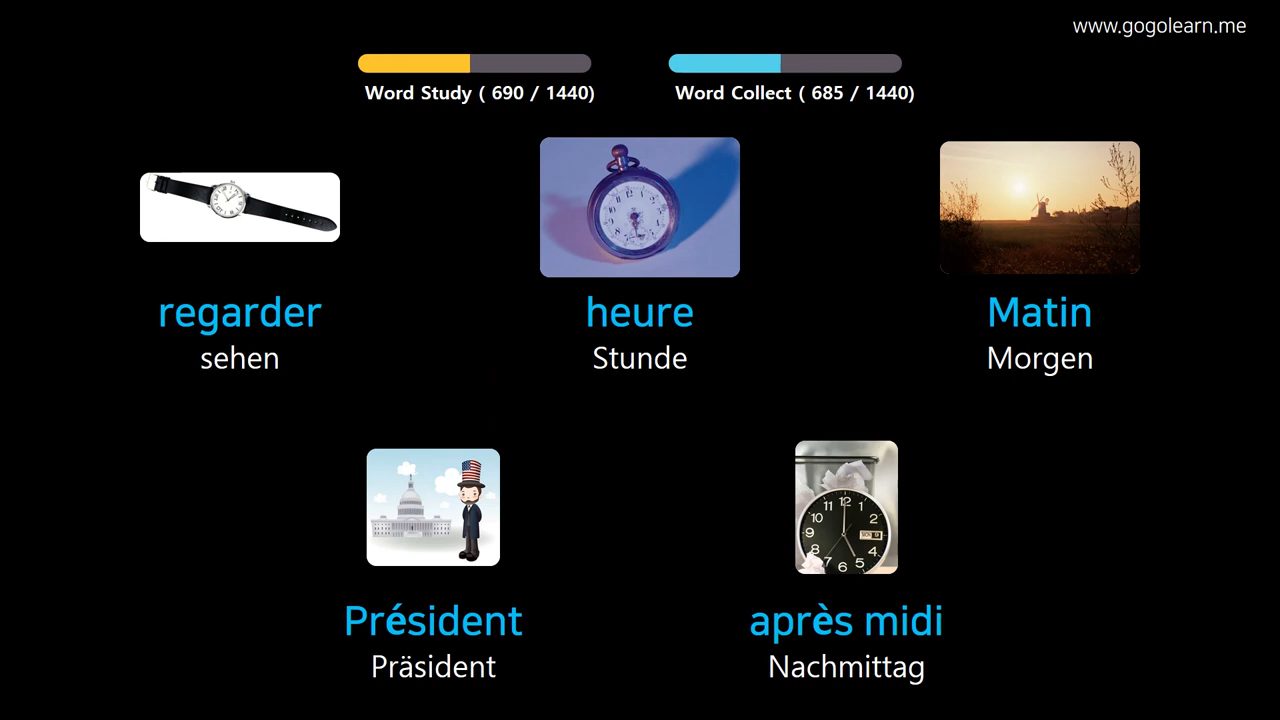 www.gogolearn.me
Word Study ( 690 / 1440)
Word Collect ( 685 / 1440)
regarder
sehen
heure
Stunde
Matin
Morgen
Président
Präsident
après midi
Nachmittag